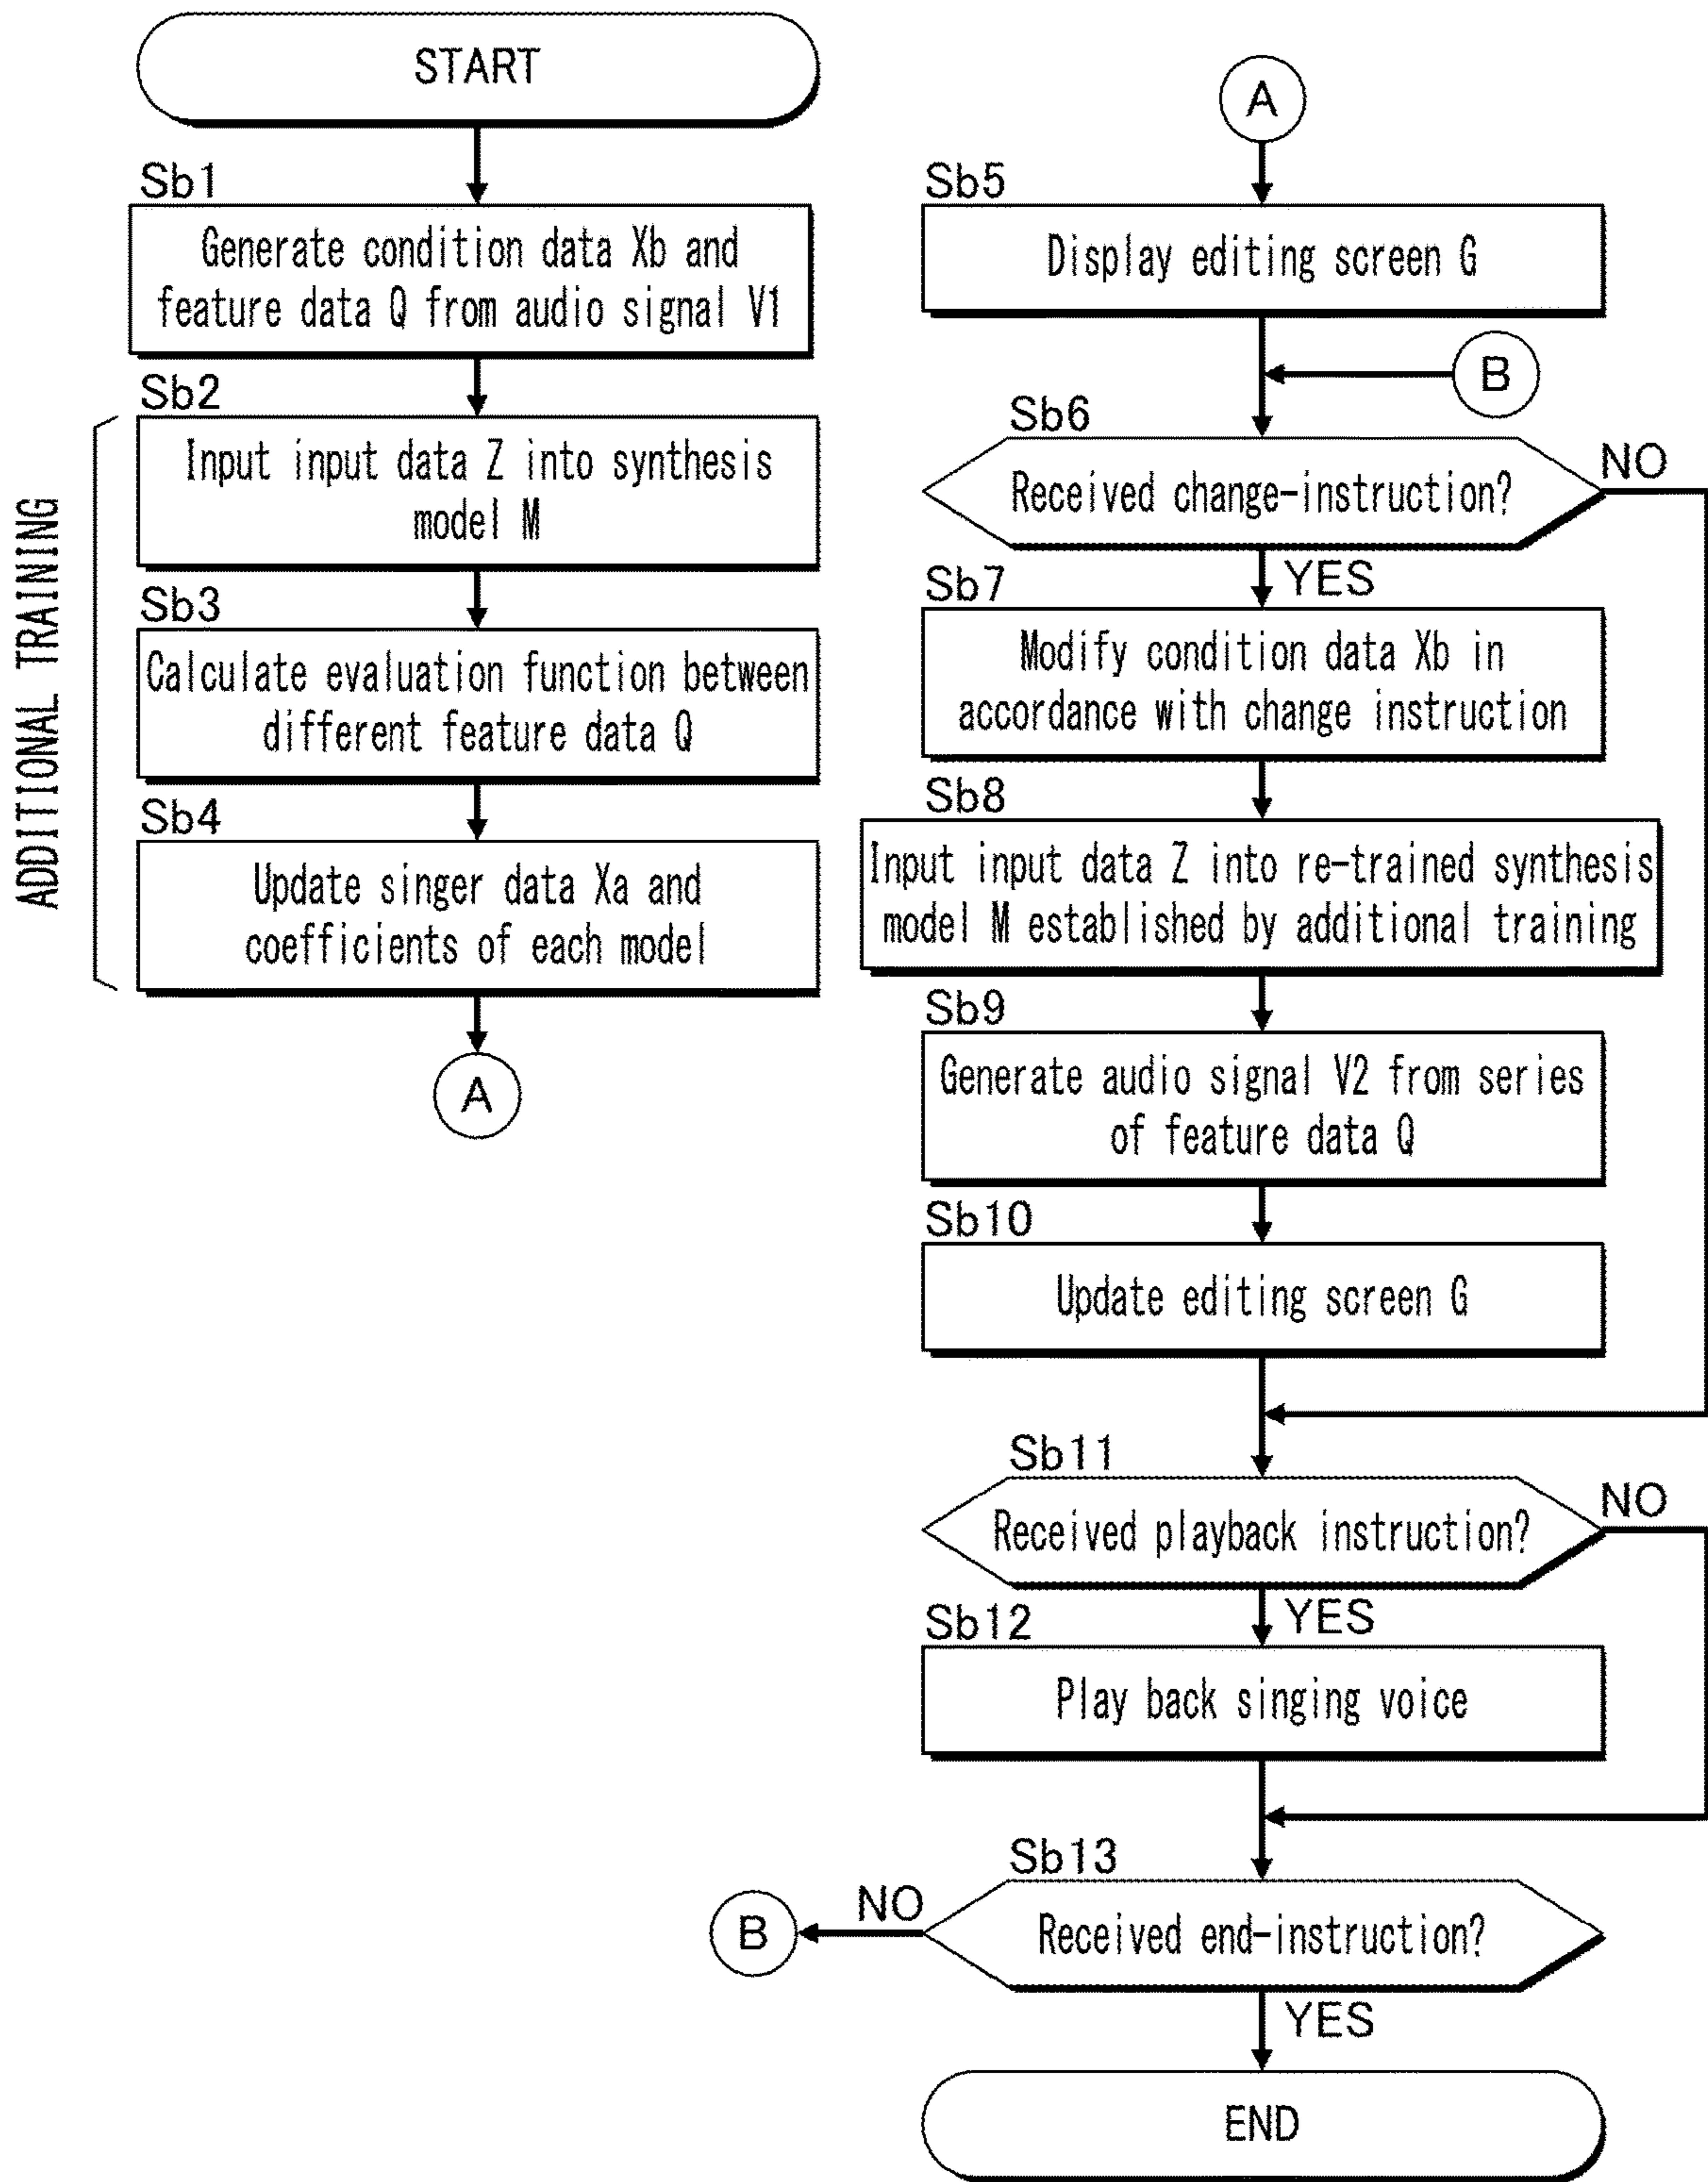 START
Sb1
Generate condition data Xb and
feature data Q from audio signal V1
Sb2
Input input data Z into synthesis
model M
Sb3
Calculate evaluation function between
different feature data Q
Sb4
Update singer data Xa and
coefficients of each model
ADDITIONAL TRAINING
A
A
Sb5
Display editing screen G
B
Sb6
Received change-instruction?
NO
YES
Sb7
Modify condition data Xb in
accordance with change instruction
Sb8
Input input data Z into re-trained synthesis
model M established by additional training
Sb9
Generate audio signal V2 from series
of feature data Q
Sb10
Update editing screen G
Sb11
Received playback instruction?
NO
YES
Sb12
Play back singing voice
Sb13
Received end-instruction?
NO
B
YES
END